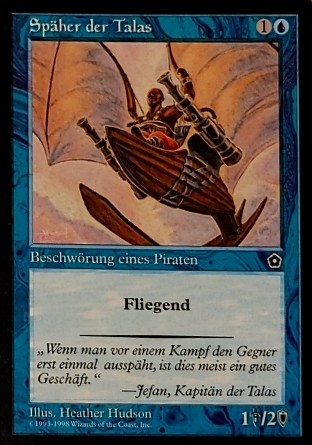 Späher der Talas 1
Beschwörung eines Piraten
Fliegend
„Wenn man vor einem Kampf den Gegner
erst einmal ausspäht, ist dies meist ein gutes
Geschäft.“
—Jefan, Kapitän der Talas
Illus. Heather Hudson
©1993-1998 Wizards of the Coast, Inc.
1/2